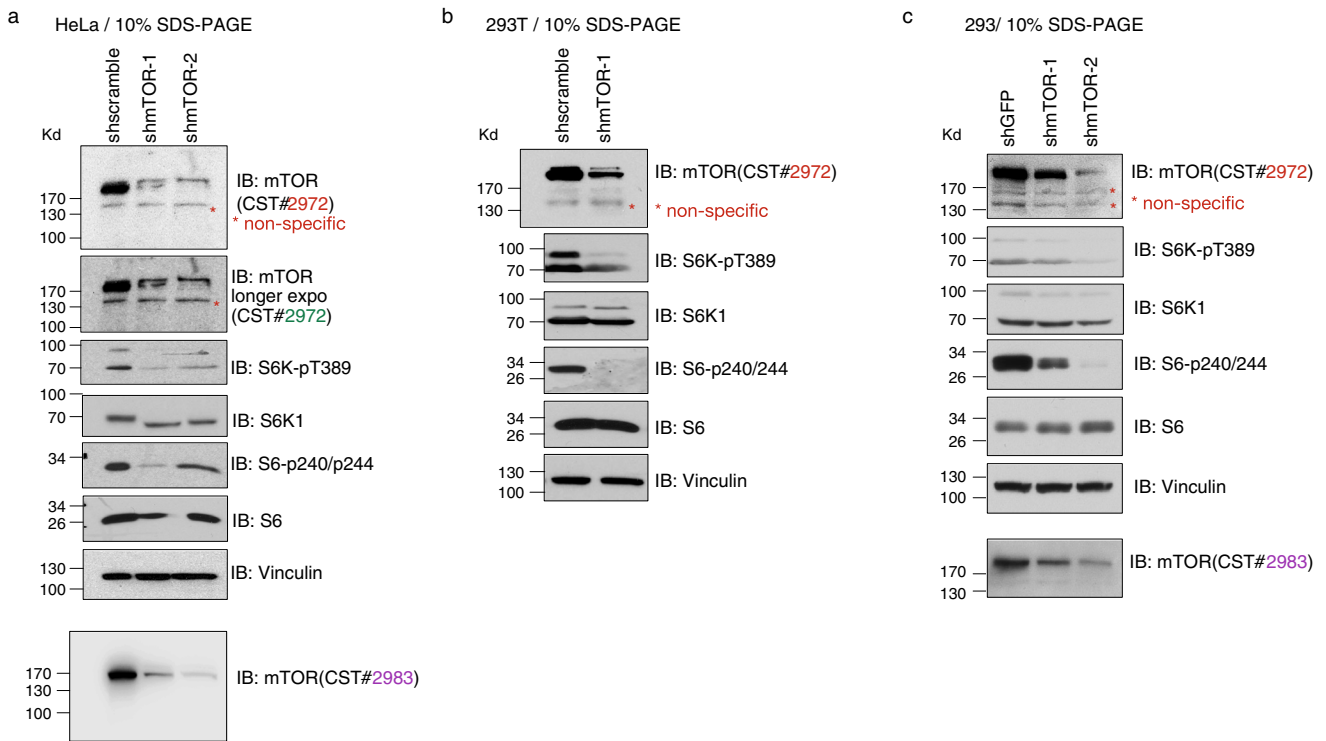 a
HeLa / 10% SDS-PAGE
shscramble
shmTOR-1
shmTOR-2
Kd
170
130
100
IB: mTOR
(CST#2972)
* non-specific
*
170
130
100
IB: mTOR
longer expo
(CST#2972)
*
100
70
IB: S6K-pT389
100
70
IB: S6K1
34
IB: S6-p240/p244
34
26
IB: S6
130
100
IB: Vinculin
170
130
100
IB: mTOR(CST#2983)
b
293T / 10% SDS-PAGE
shscramble
shmTOR-1
Kd
170
130
IB: mTOR(CST#2972)
* * non-specific
100
70
IB: S6K-pT389
100
70
IB: S6K1
34
26
IB: S6-p240/244
34
26
IB: S6
130
100
IB: Vinculin
c
293/ 10% SDS-PAGE
shGFP
shmTOR-1
shmTOR-2
Kd
170
130
IB: mTOR(CST#2972)
*
* * non-specific
100
70
IB: S6K-pT389
100
70
IB: S6K1
34
26
IB: S6-p240/244
34
26
IB: S6
130
100
IB: Vinculin
170
130
IB: mTOR(CST#2983)